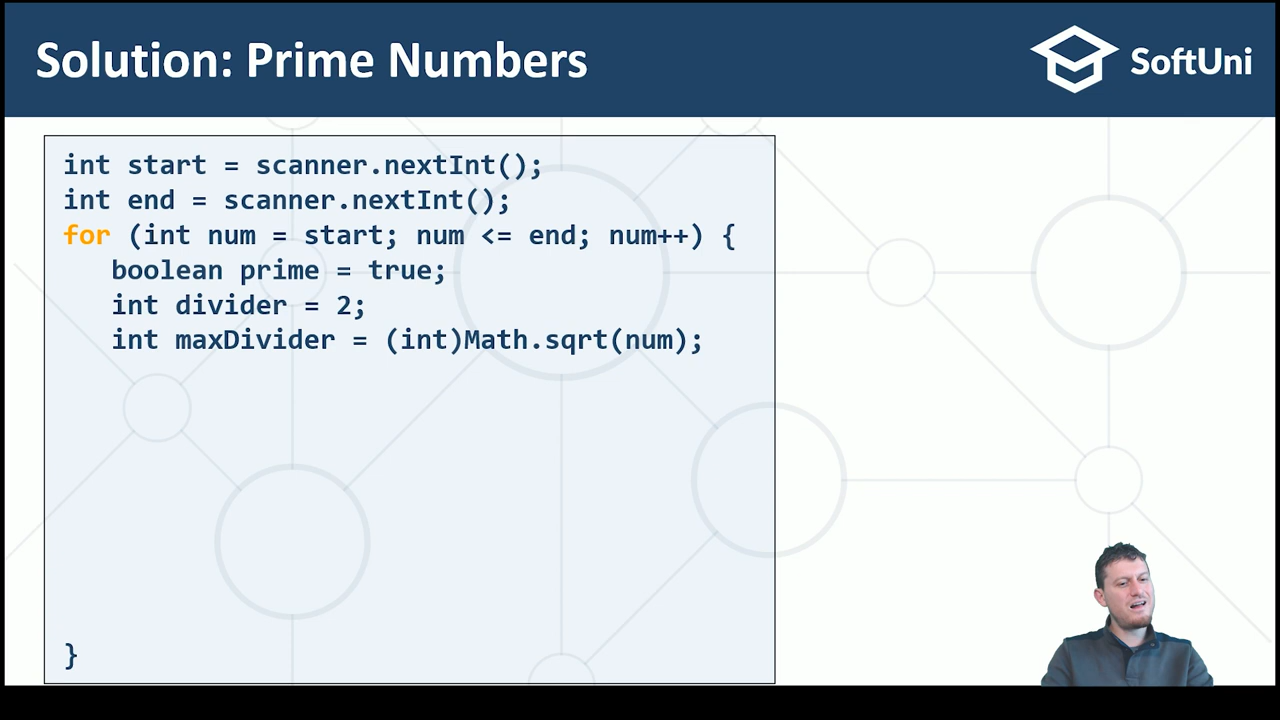 Solution: Prime Numbers
SoftUni
int start = scanner.nextInt();
int end = scanner.nextInt();
for (int num = start; num <= end; num++) {
   boolean prime = true;
   int divider = 2;
   int maxDivider = (int)Math.sqrt(num);
}